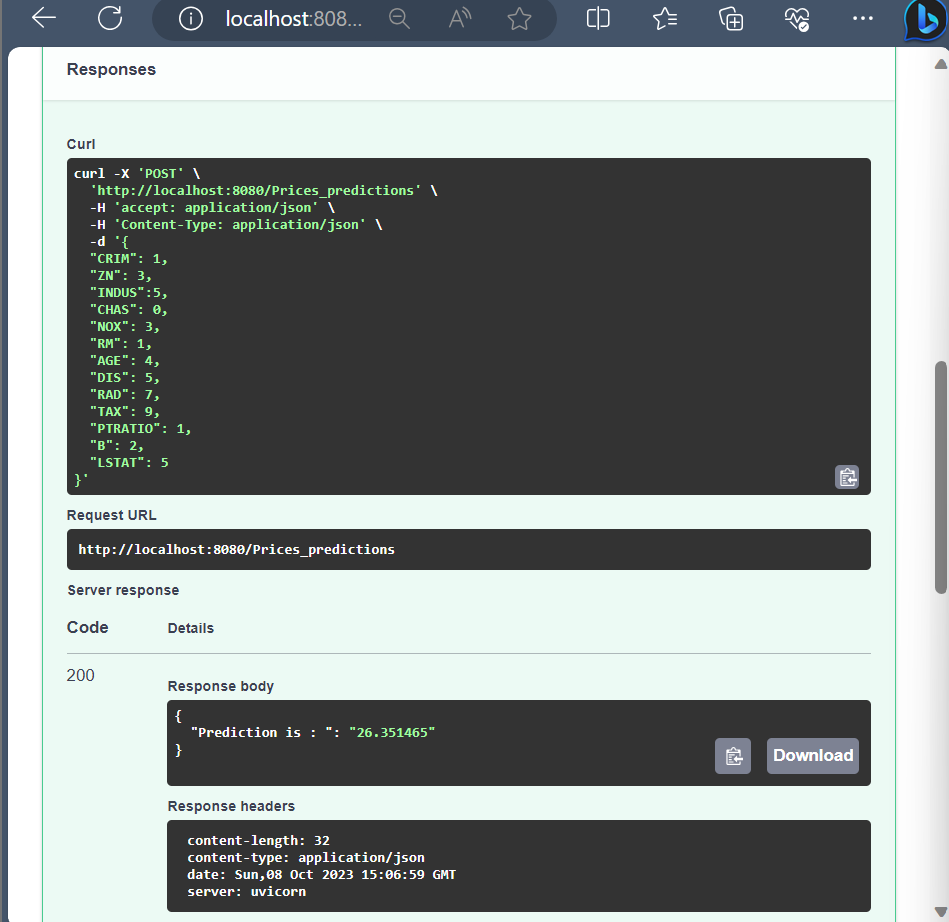 localhost:808...
Responses
Curl
curl -X 'POST' \
'http://localhost:8080/Prices_predictions' \
-H 'accept: application/json' \
-H 'Content-Type: application/json' \
-d '{
"CRIM": 1,
"ZN": 3,
"INDUS":5,
"CHAS": 0,
"NOX": 3,
"RM": 1,
"AGE": 4,
"DIS": 5,
"RAD": 7,
"TAX": 9,
"PTRATIO": 1,
"B": 2,
"LSTAT": 5
}'
Request URL
http://localhost:8080/Prices_predictions
Server response
Code Details
200
Response body
{
"Prediction is : ": "26.351465"
}
Download
Response headers
content-length: 32
content-type: application/json
date: Sun,08 Oct 2023 15:06:59 GMT
server: uvicorn